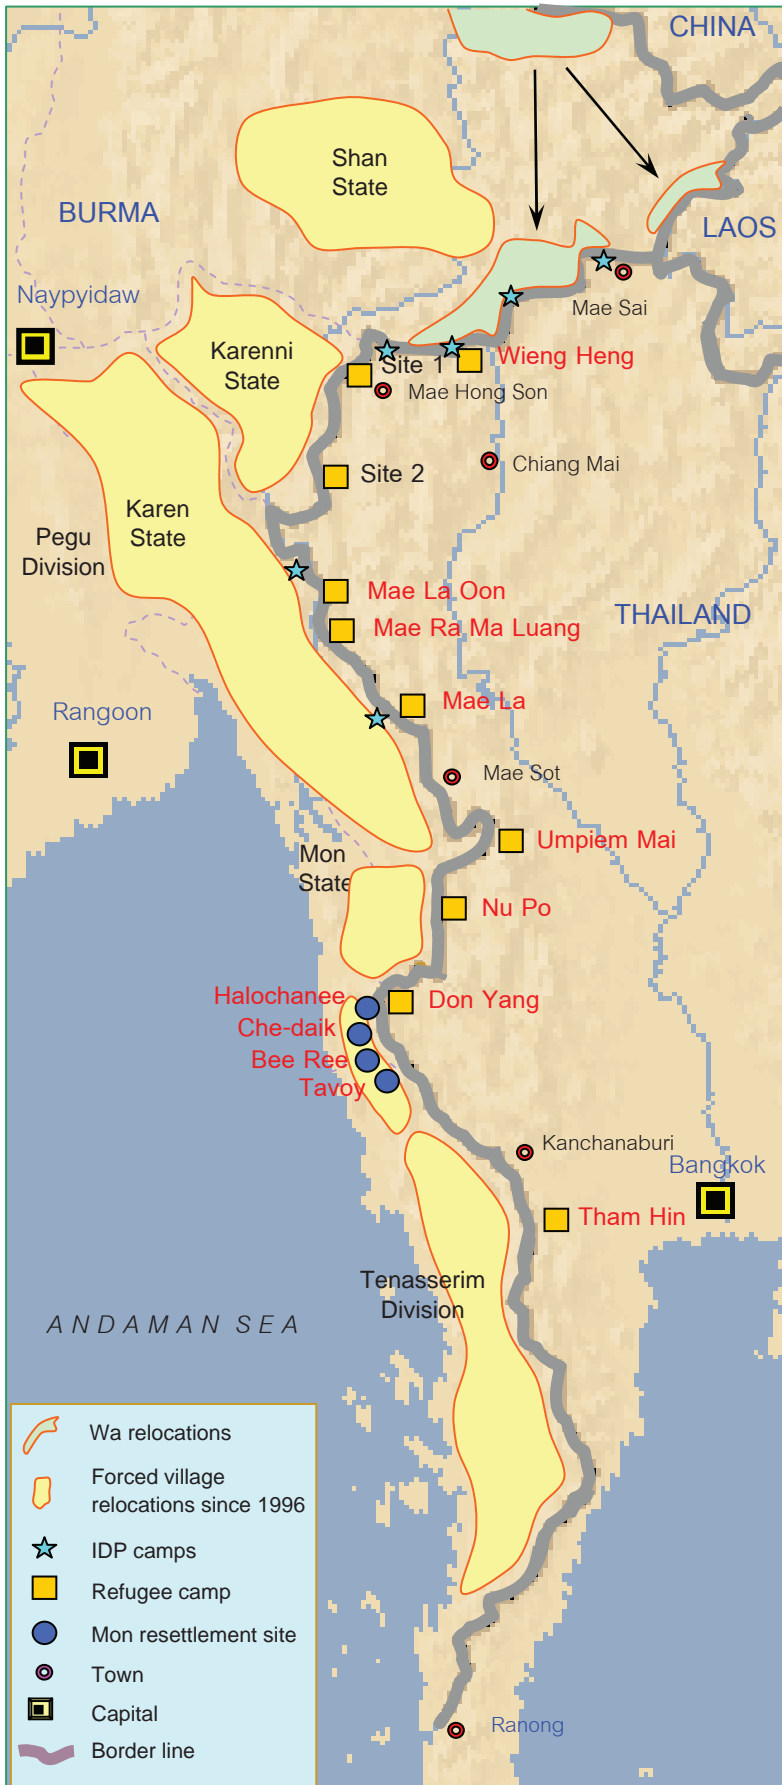 CHINA
Shan
State
BURMA
LAOS
Naypyidaw
Mae Sai
Karenni
State
Site 1
Wieng Heng
Mae Hong Son
Chiang Mai
Site 2
Karen
State
Pegu
Division
Mae La Oon
THAILAND
Mae Ra Ma Luang
Mae La
Rangoon
Mae Sot
Umpiem Mai
Mon
State
Nu Po
Halochanee
Don Yang
Che-daik
Bee Ree
Tavoy
Kanchanaburi
Bangkok
Tham Hin
Tenasserim
Division
ANDAMAN SEA
Wa relocations
Forced village
relocations since 1996
IDP camps
Refugee camp
Mon resettlement site
Town
Capital
Border line
Ranong